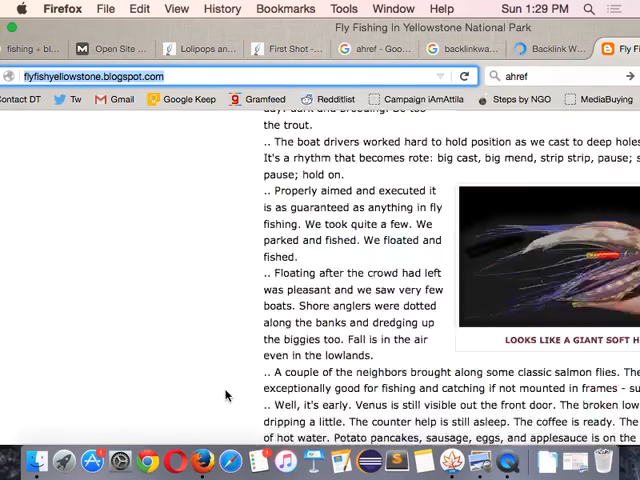 Firefox File Edit View History Bookmarks Tools Window Help Sun 1:29 PM
Fly Fishing In Yellowstone National Park
fishing + bl Open Site ... Lolipops an... First Shot -... ahref - Goo... backlinkwa... Backlink W... Fly Fi
flyfishyellowstone.blogspot.com ahref
Contact DT Tw Gmail Google Keep Gramfeed Redditlist Campaign iAmAttila Steps by NGO MediaBuying
the trout.
.. The boat drivers worked hard to hold position as we cast to deep holes
It's a rhythm that becomes rote: big cast, big mend, strip strip, pause; s
pause; hold on.
.. Properly aimed and executed it
is as guaranteed as anything in fly
fishing. We took quite a few. We
parked and fished. We floated and
fished.
.. Floating after the crowd had left
was pleasant and we saw very few
boats. Shore anglers were dotted
along the banks and dredging up
the biggies too. Fall is in the air
even in the lowlands.
LOOKS LIKE A GIANT SOFT H
.. A couple of the neighbors brought along some classic salmon flies. The
exceptionally good for fishing and catching if not mounted in frames - su
.. Well, it's early. Venus is still visible out the front door. The broken low
dripping a little. The counter help is still asleep. The coffee is ready. The
of hot water. Potato pancakes, sausage, eggs, and applesauce is on the